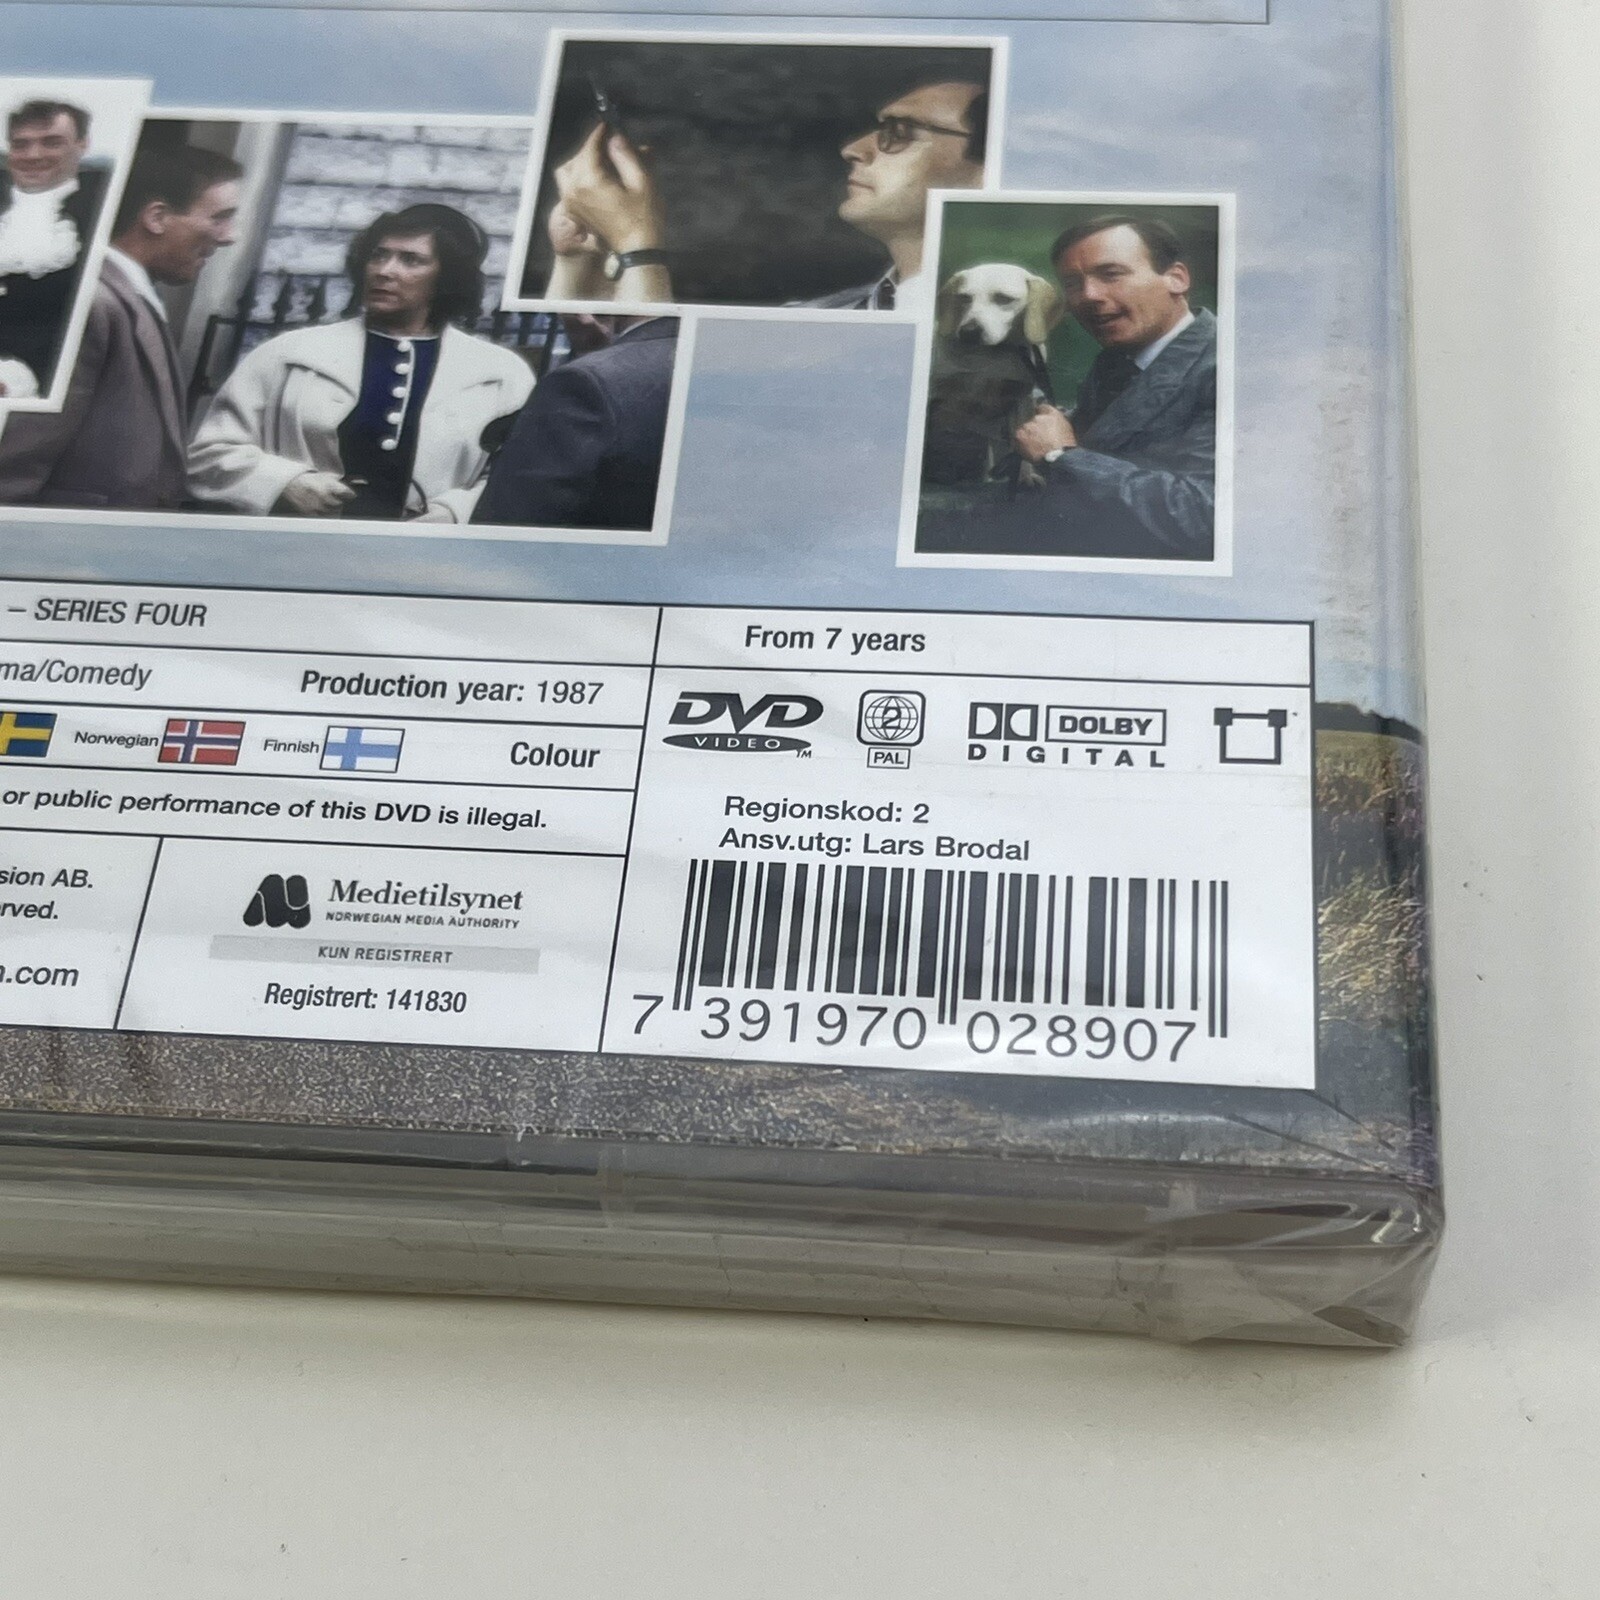 – SERIES FOUR
From 7 years
ma/Comedy
Production year: 1987
Norwegian
Finnish
Colour
DVD
VIDEO
TM
2
PAL
DOLBY
DIGITAL
or public performance of this DVD is illegal.
Regionskod: 2
Ansv.utg: Lars Brodal
sion AB.
rved.
.com
Medietilsynet
NORWEGIAN MEDIA AUTHORITY
KUN REGISTRERT
Registrert: 141830
7 391970 028907